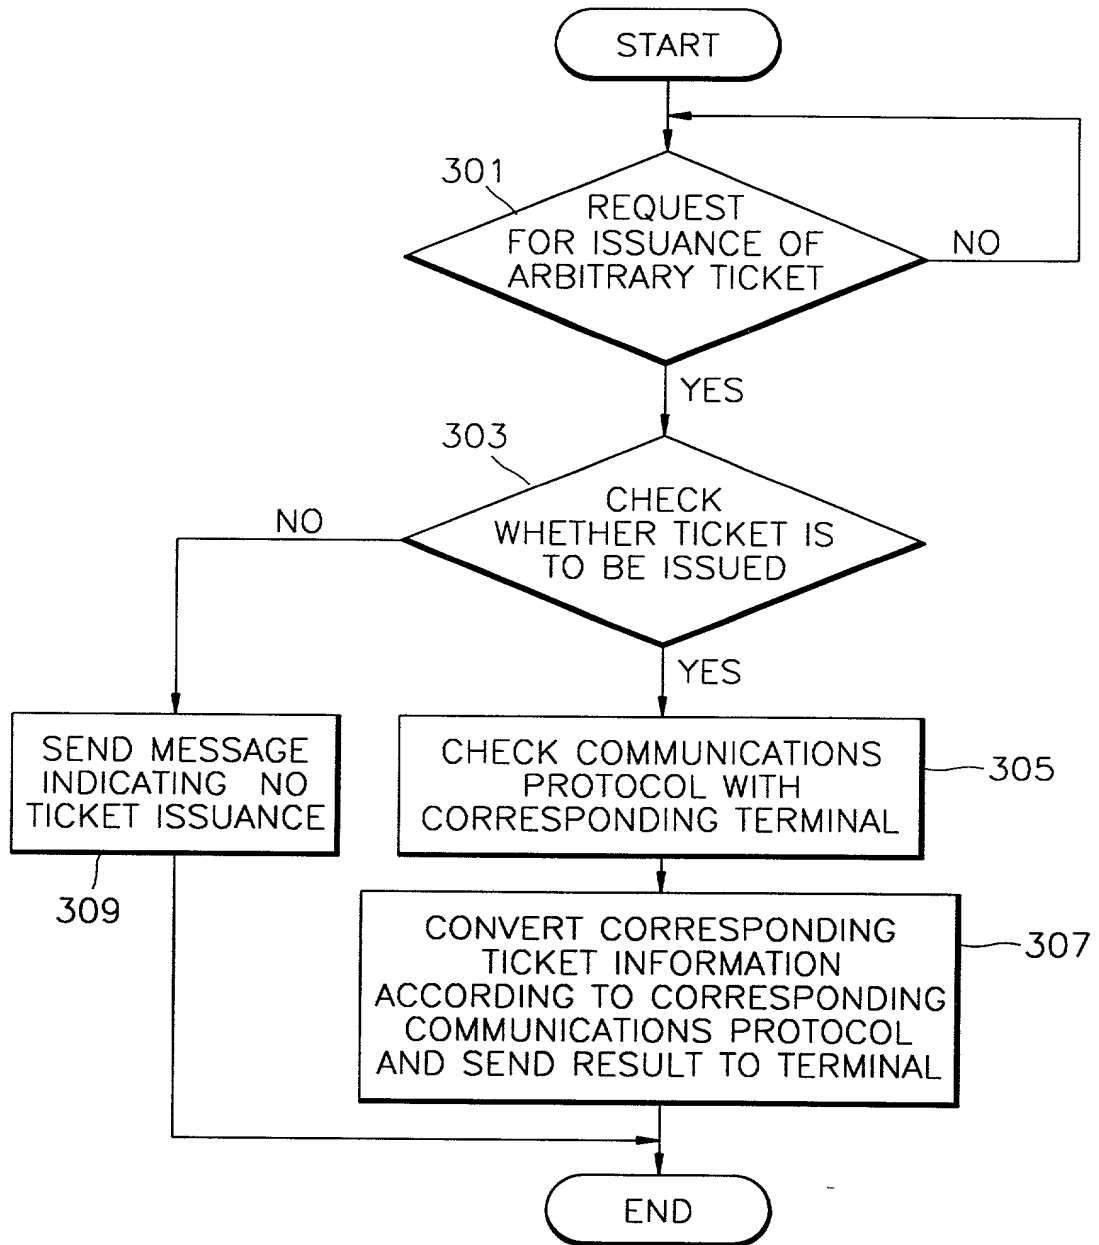 START
301
REQUEST
FOR ISSUANCE OF
ARBITRARY TICKET
NO
YES
303
CHECK
WHETHER TICKET IS
TO BE ISSUED
NO
YES
SEND MESSAGE
INDICATING NO
TICKET ISSUANCE
309
CHECK COMMUNICATIONS
PROTOCOL WITH
CORRESPONDING TERMINAL
305
CONVERT CORRESPONDING
TICKET INFORMATION
ACCORDING TO CORRESPONDING
COMMUNICATIONS PROTOCOL
AND SEND RESULT TO TERMINAL
307
END